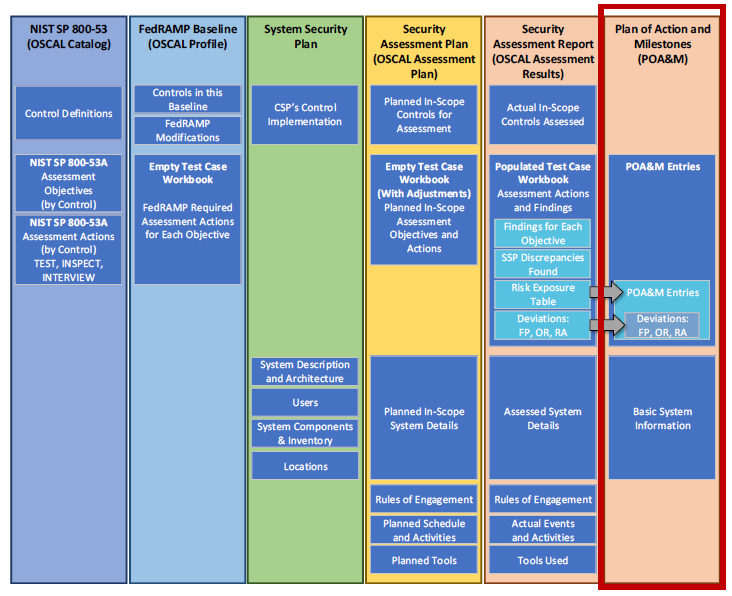 NIST SP 800-53
(OSCAL Catalog)
Control Definitions
NIST SP 800-53A
Assessment
Objectives
(by Control)
NIST SP 800-53A
Assessment Actions
(by Control)
TEST, INSPECT,
INTERVIEW
FedRAMP Baseline
(OSCAL Profile)
Controls in this
Baseline
FedRAMP
Modifications
Empty Test Case
Workbook
FedRAMP Required
Assessment Actions
for Each Objective
System Security
Plan
CSP's Control
Implementation
System Description
and Architecture
Users
System Components
& Inventory
Locations
Security
Assessment Plan
(OSCAL Assessment
Plan)
Planned In-Scope
Controls for
Assessment
Empty Test Case
Workbook
(With Adjustments)
Planned In-Scope
Assessment
Objectives and
Actions
Planned In-Scope
System Details
Rules of Engagement
Planned Schedule
and Activities
Planned Tools
Security
Assessment Report
(OSCAL Assessment
Results)
Actual In-Scope
Controls Assessed
Populated Test Case
Workbook
Assessment Actions
and Findings
Findings for Each
Objective
SSP Discrepancies
Found
Risk Exposure
Table
Deviations:
FP, OR, RA
Assessed System
Details
Rules of Engagement
Actual Events
and Activities
Tools Used
Plan of Action and
Milestones
(POA&M)
POA&M Entries
POA&M Entries
Deviations:
FP, OR, RA
Basic System
Information